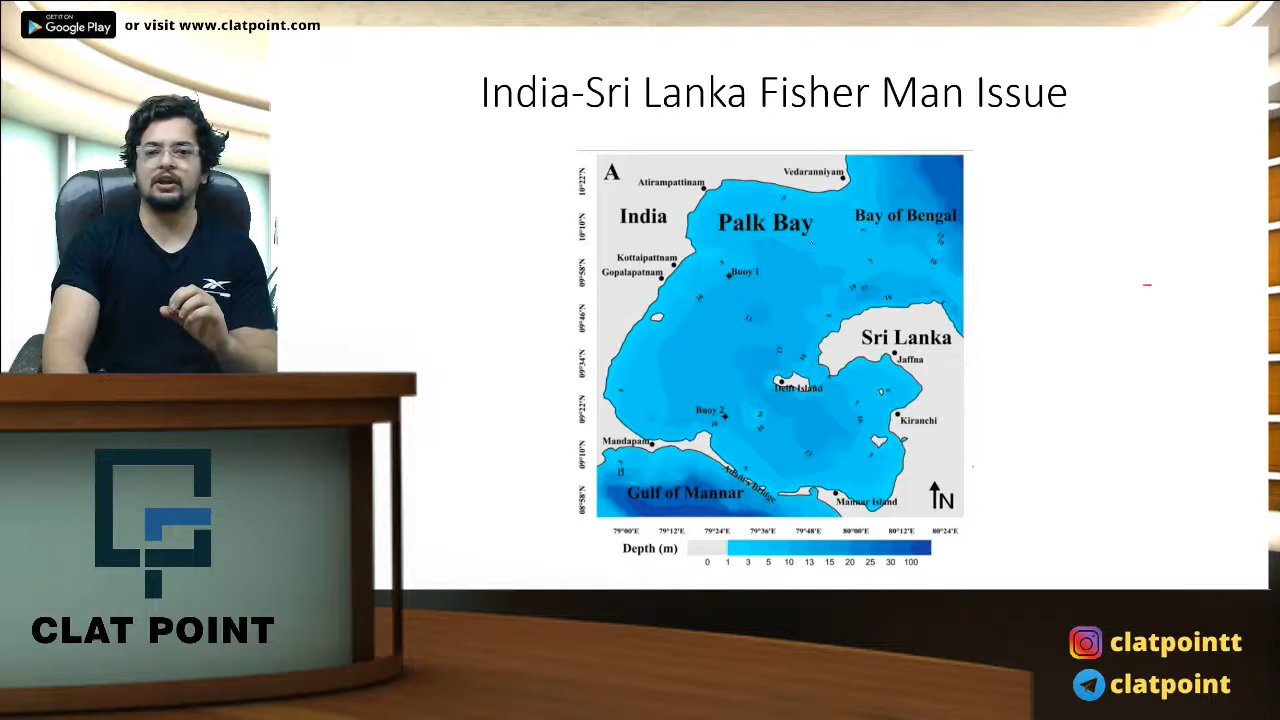 GET IT ON
Google Play
or visit www.clatpoint.com
India-Sri Lanka Fisher Man Issue
A
Vedaranniyam
Atirampattinam
India
Palk Bay
Bay of Bengal
Kottaipattnam
Gopalapatnam
Buoy 1
Sri Lanka
Jaffna
Delft Island
Buoy 2
Kiranchi
Mandapam
Adam's Bridge
Gulf of Mannar
Mannar Island
N
10°22'N
10°10'N
09°58'N
09°46'N
09°34'N
09°22'N
09°10'N
08°58'N
79°00'E 79°12'E 79°24'E 79°36'E 79°48'E 80°00'E 80°12'E 80°24'E
Depth (m)
0 1 3 5 10 13 15 20 25 30 100
CLAT POINT
clatpointt
clatpoint